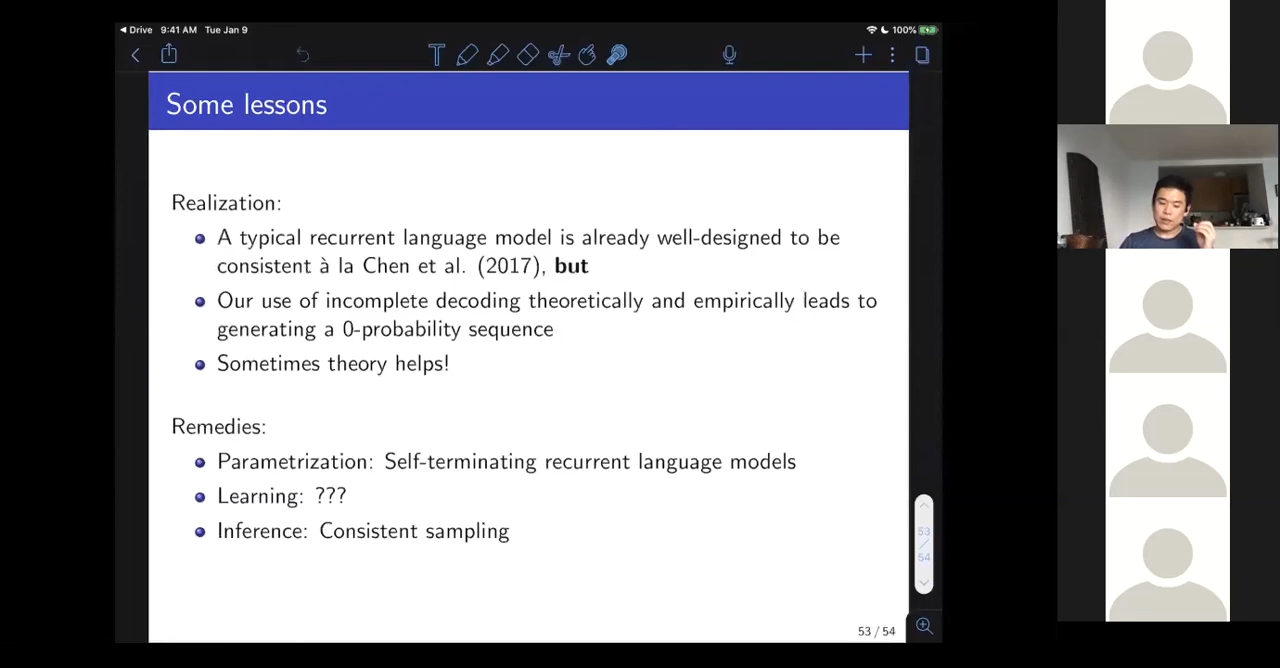 Drive 9:41 AM Tue Jan 9
100%
T
Some lessons
Realization:
A typical recurrent language model is already well-designed to be
consistent à la Chen et al. (2017), but
Our use of incomplete decoding theoretically and empirically leads to
generating a 0-probability sequence
Sometimes theory helps!
Remedies:
Parametrization: Self-terminating recurrent language models
Learning: ???
Inference: Consistent sampling
53
/
54
53 / 54